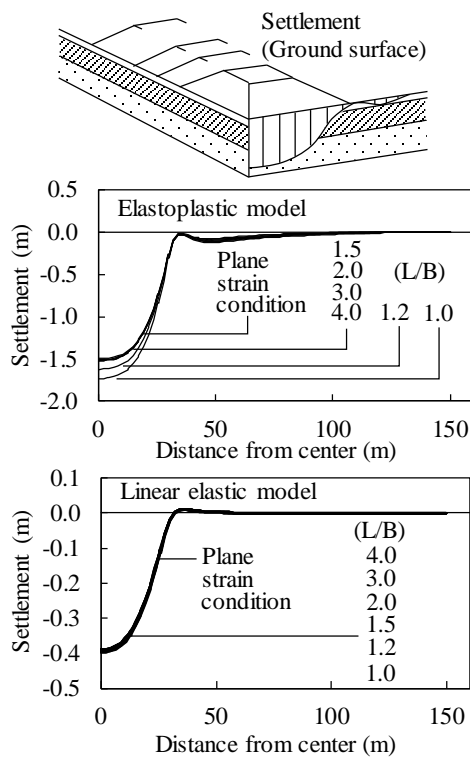 Settlement
(Ground surface)
0.5
0.0
-0.5
-1.0
-1.5
-2.0
Settlement (m)
Elastoplastic model
Plane
strain
condition
1.5
2.0
3.0
4.0
(L/B)
1.2
1.0
0
50
100
150
Distance from center (m)
0.1
0.0
-0.1
-0.2
-0.3
-0.4
-0.5
Settlement (m)
Linear elastic model
Plane
strain
condition
(L/B)
4.0
3.0
2.0
1.5
1.2
1.0
0
50
100
150
Distance from center (m)